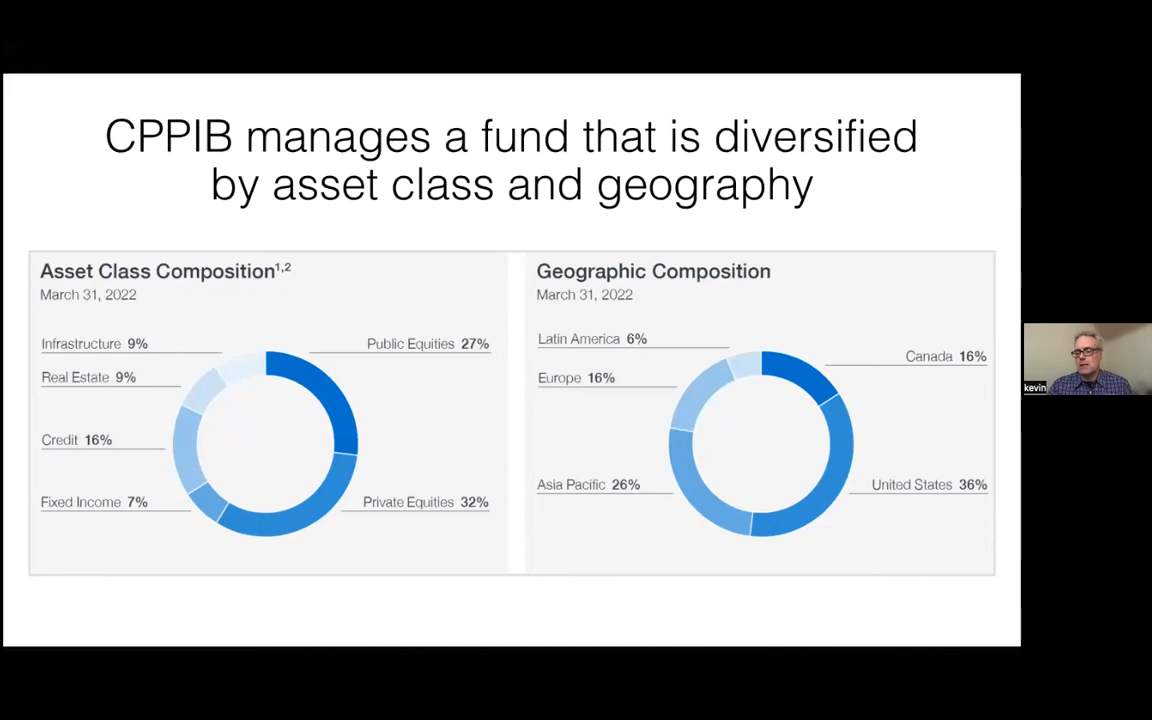 CPPIB manages a fund that is diversified
by asset class and geography
Asset Class Composition1,2
March 31, 2022
Infrastructure 9%
Public Equities 27%
Real Estate 9%
Credit 16%
Fixed Income 7%
Private Equities 32%
Geographic Composition
March 31, 2022
Latin America 6%
Canada 16%
Europe 16%
Asia Pacific 26%
United States 36%
kevin